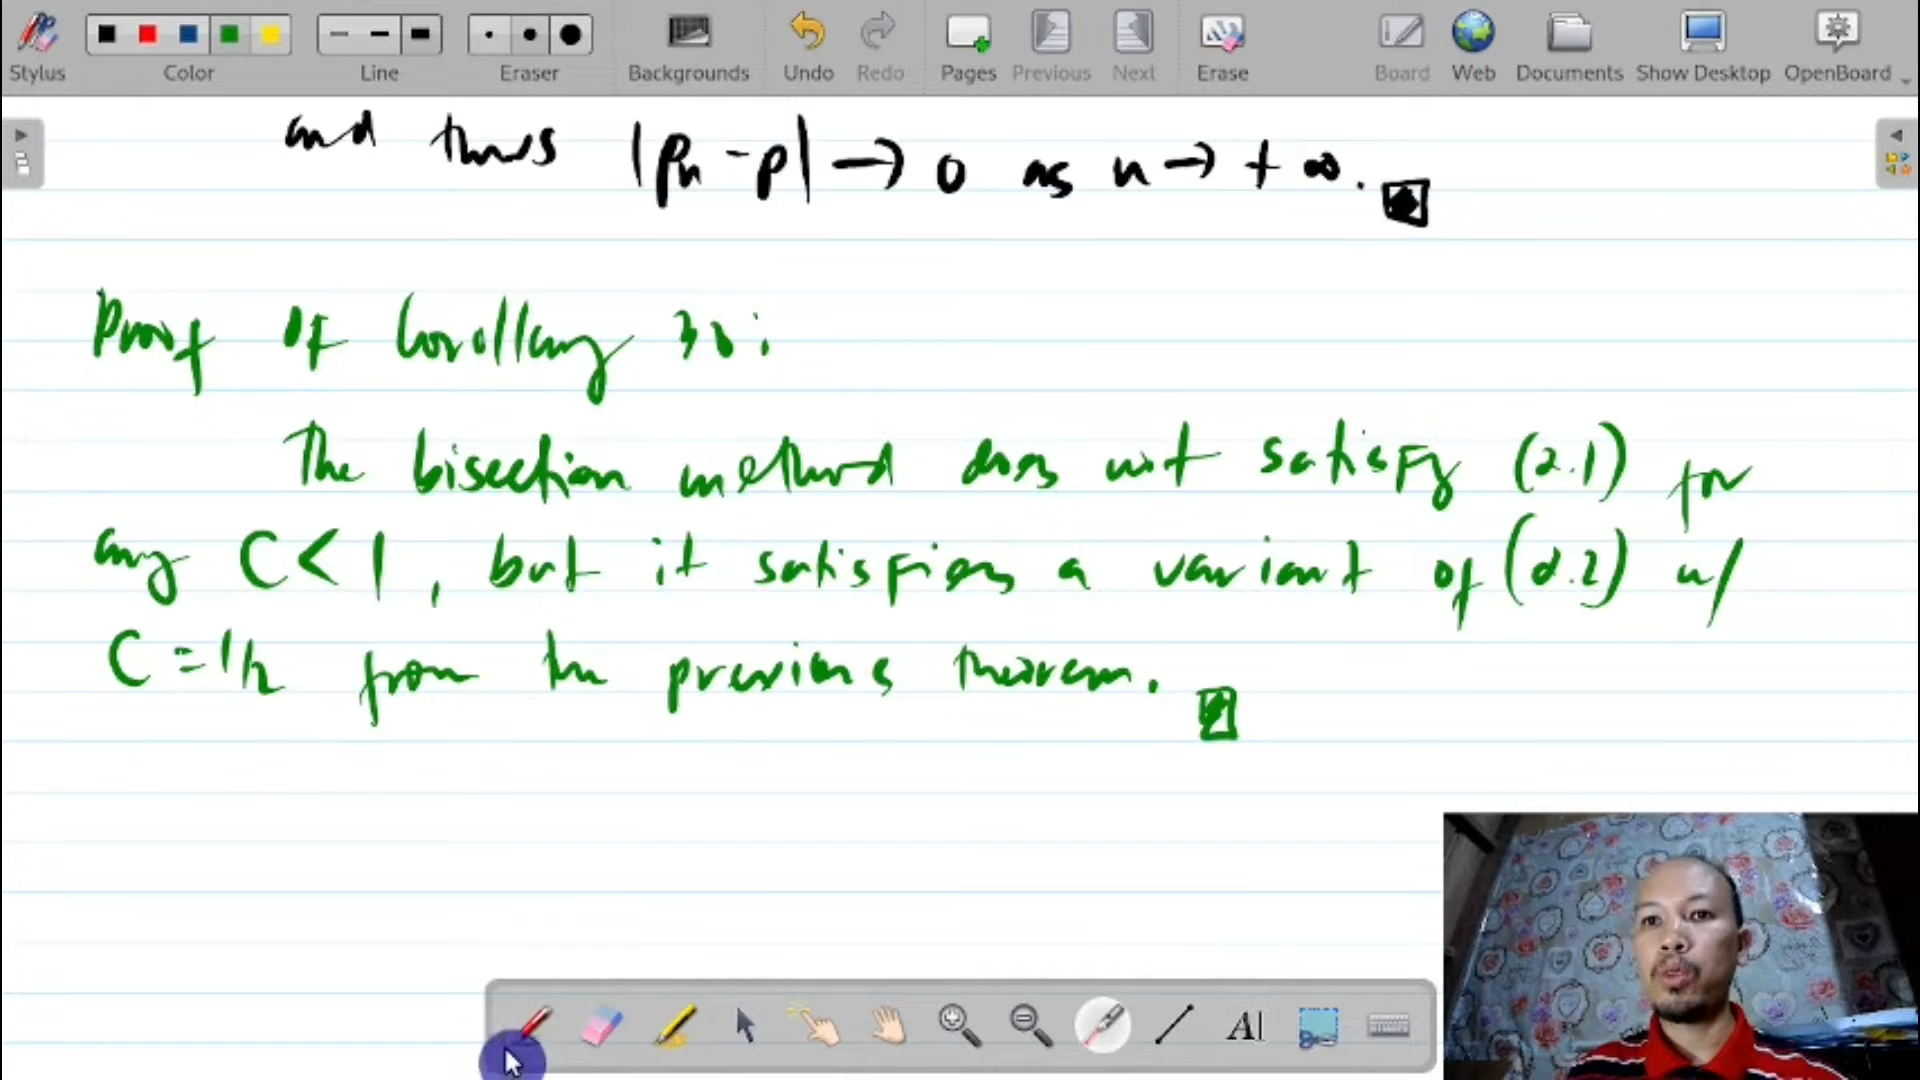 Stylus Color Line Eraser Backgrounds Undo Redo Pages Previous Next Erase Board Web Documents Show Desktop OpenBoard
and thus |pn - p| → 0 as n → + ∞.
Proof of Corollary 30:
The bisection method does not satisfy (2.1) for
any C < 1, but it satisfies a variant of (2.2) w/
C = 1/2 from the previous theorem.
AI